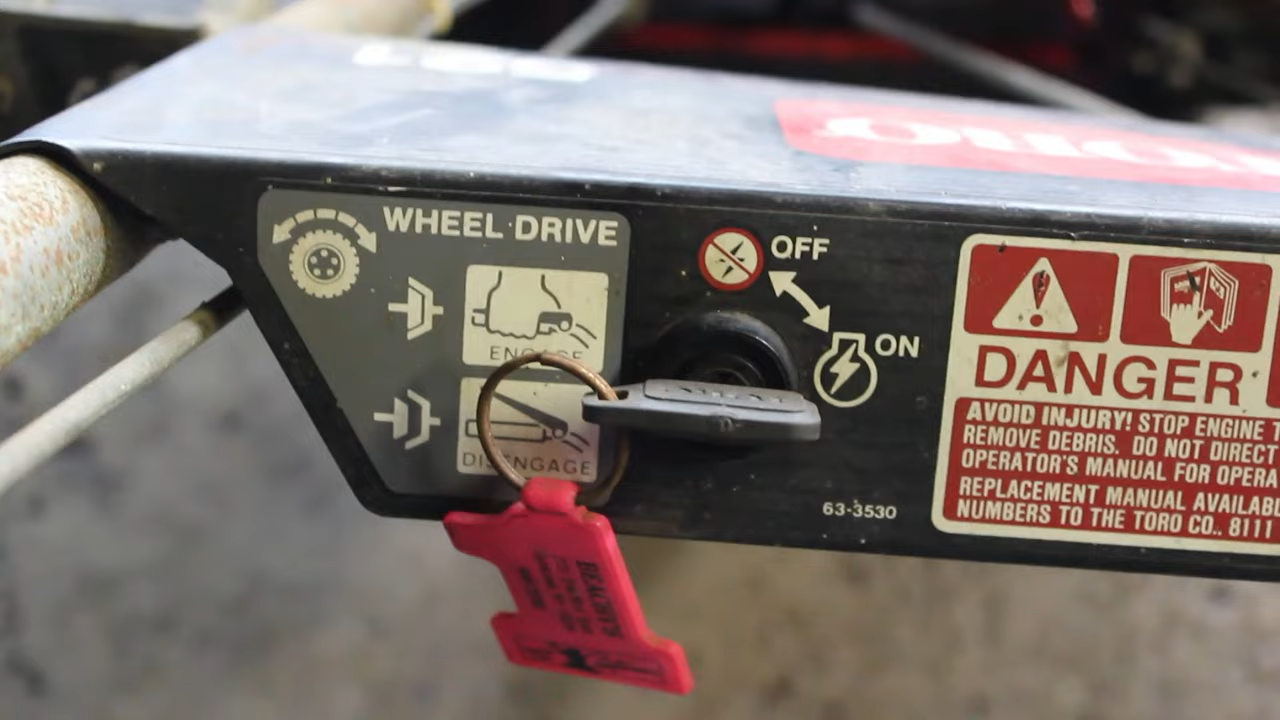 WHEEL DRIVE
ENGAGE
DISENGAGE
OFF
ON
63-3530
DANGER
AVOID INJURY! STOP ENGINE T
REMOVE DEBRIS. DO NOT DIRECT
OPERATOR'S MANUAL FOR OPERA
REPLACEMENT MANUAL AVAILABL
NUMBERS TO THE TORO CO., 8111